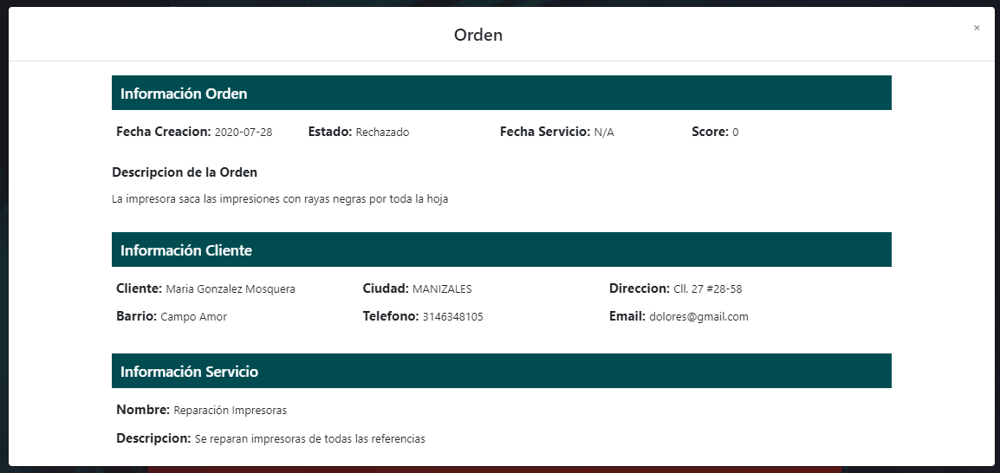 Orden
×
Información Orden
Fecha Creacion: 2020-07-28 Estado: Rechazado Fecha Servicio: N/A Score: 0
Descripcion de la Orden
La impresora saca las impresiones con rayas negras por toda la hoja
Información Cliente
Cliente: Maria Gonzalez Mosquera Ciudad: MANIZALES Direccion: Cll. 27 #28-58
Barrio: Campo Amor Telefono: 3146348105 Email: dolores@gmail.com
Información Servicio
Nombre: Reparación Impresoras
Descripcion: Se reparan impresoras de todas las referencias